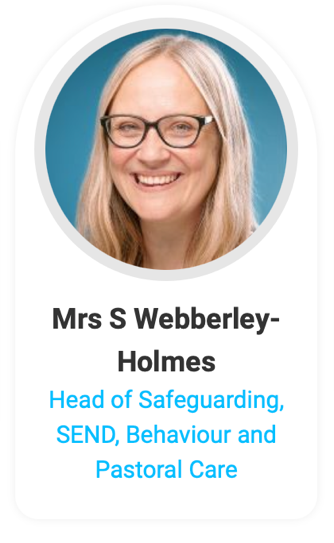 Mrs S Webberley-
Holmes
Head of Safeguarding,
SEND, Behaviour and
Pastoral Care